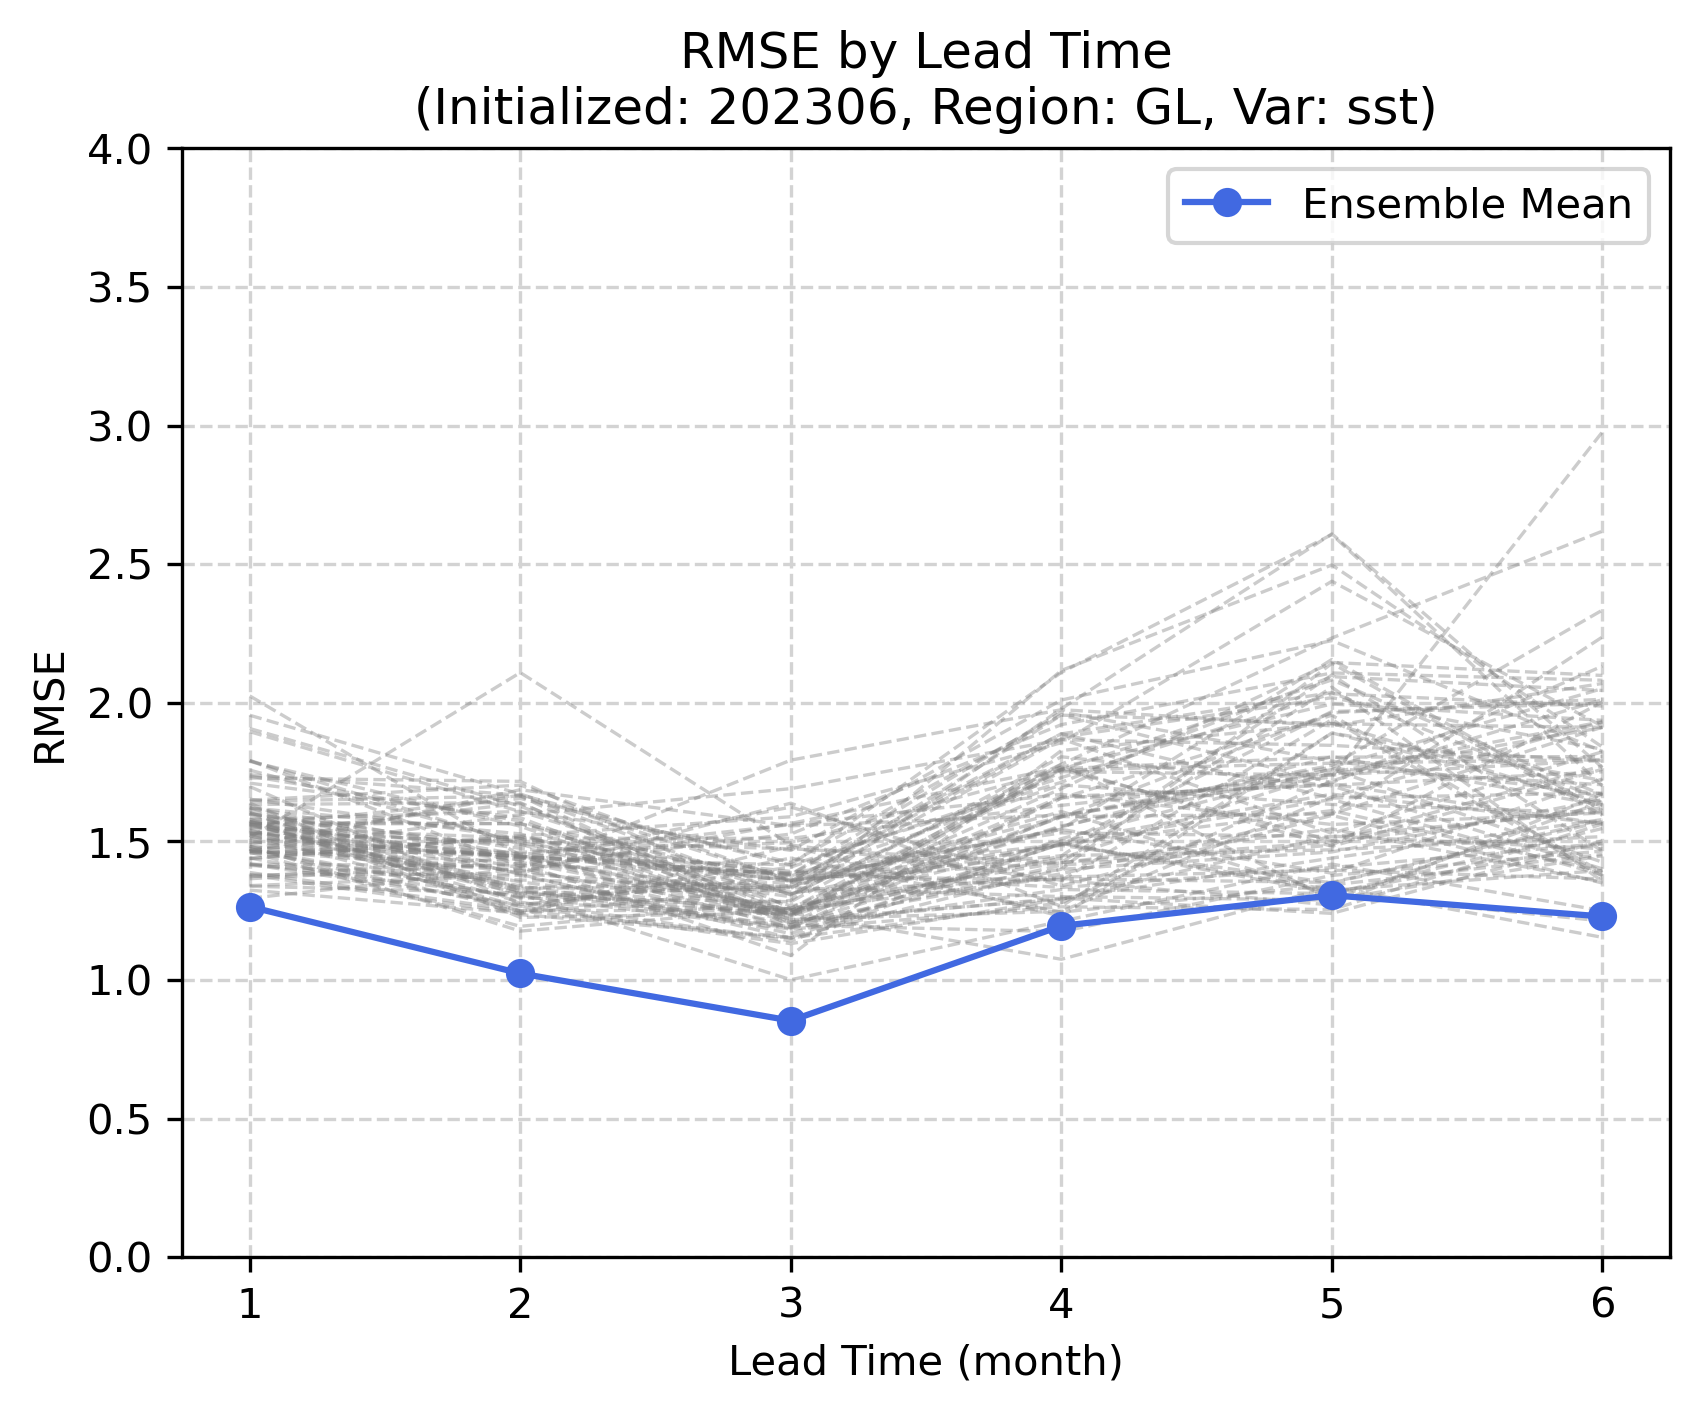 RMSE by Lead Time
(Initialized: 202306, Region: GL, Var: sst)
4.0
3.5
3.0
2.5
2.0
1.5
1.0
0.5
0.0
RMSE
Ensemble Mean
1 2 3 4 5 6
Lead Time (month)